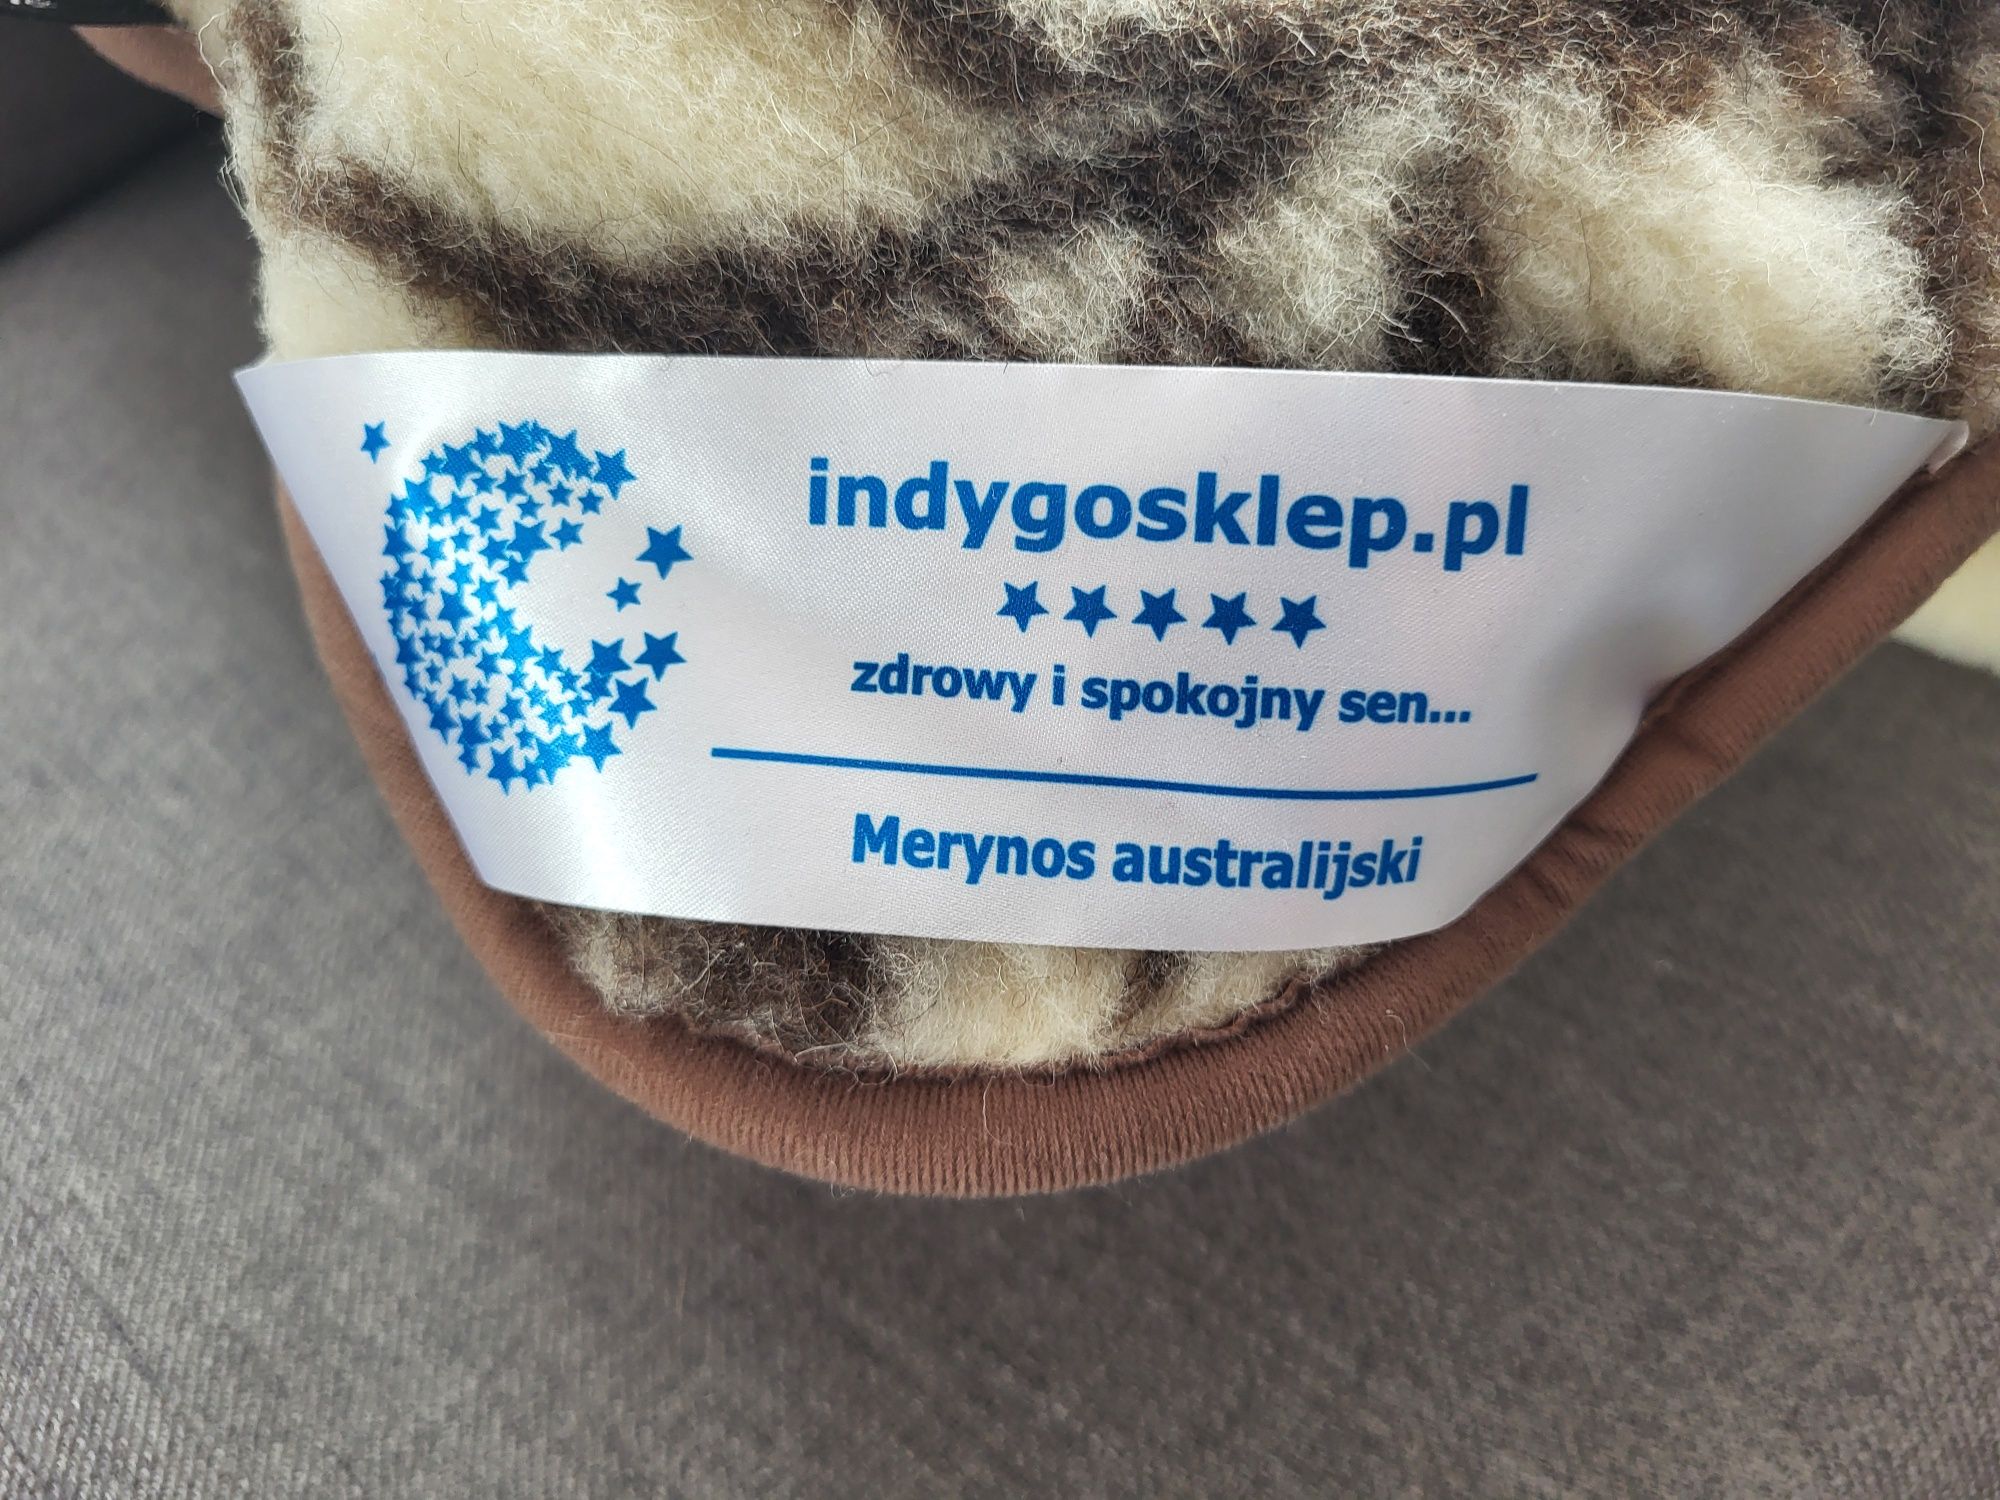 indygosklep.pl
zdrowy i spokojny sen...
Merynos australijski